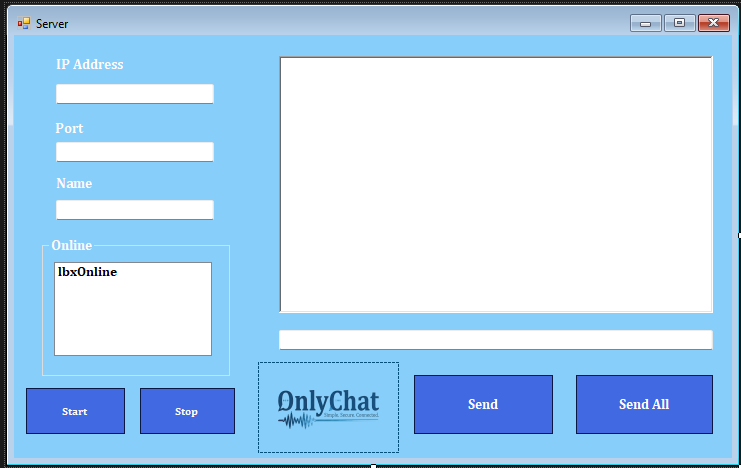 Server
IP Address
Port
Name
Online
lbxOnline
Start
Stop
OnlyChat
Simple. Secure. Connected.
Send
Send All